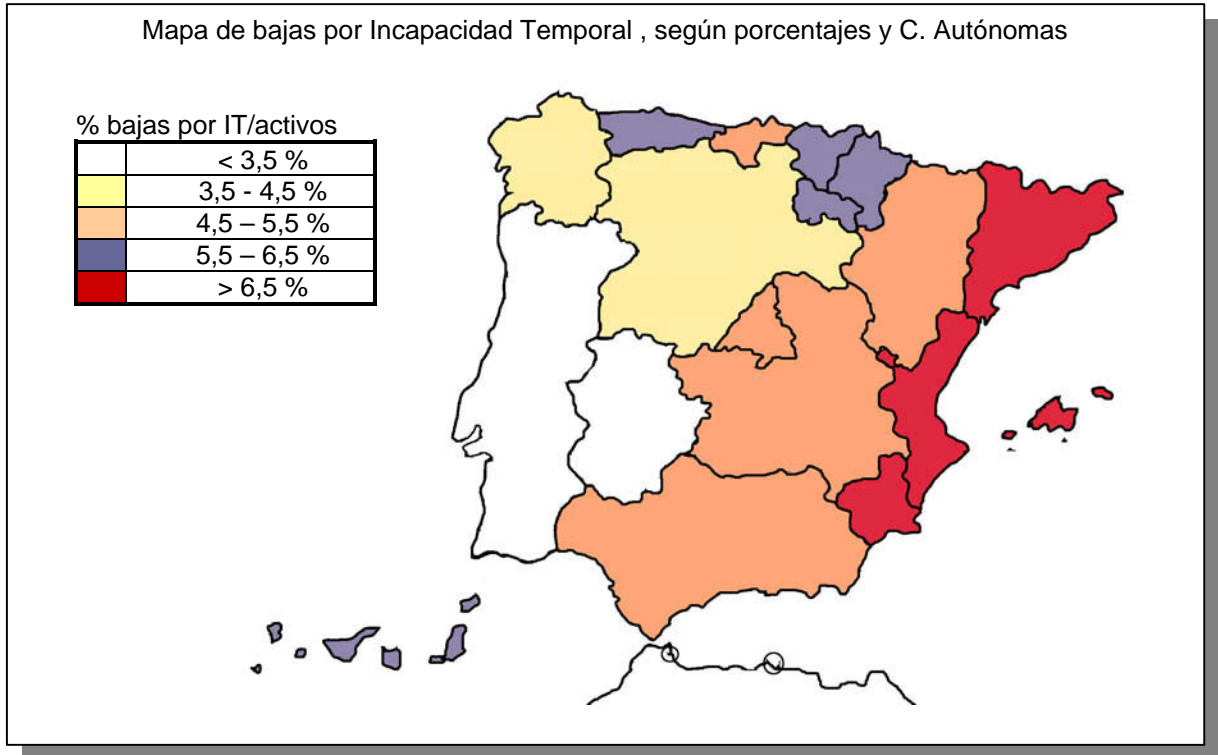 Mapa de bajas por Incapacidad Temporal , según porcentajes y C. Autónomas
% bajas por IT/activos
< 3,5 %
3,5 - 4,5 %
4,5 – 5,5 %
5,5 – 6,5 %
> 6,5 %